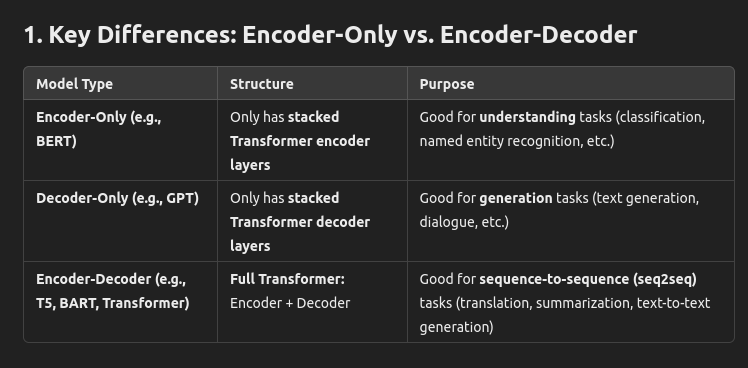 1. Key Differences: Encoder-Only vs. Encoder-Decoder
Model Type Structure Purpose
Encoder-Only (e.g.,
BERT)
Only has stacked
Transformer encoder
layers
Good for understanding tasks (classification,
named entity recognition, etc.)
Decoder-Only (e.g., GPT)
Only has stacked
Transformer decoder
layers
Good for generation tasks (text generation,
dialogue, etc.)
Encoder-Decoder (e.g.,
T5, BART, Transformer)
Full Transformer:
Encoder + Decoder
Good for sequence-to-sequence (seq2seq)
tasks (translation, summarization, text-to-text
generation)